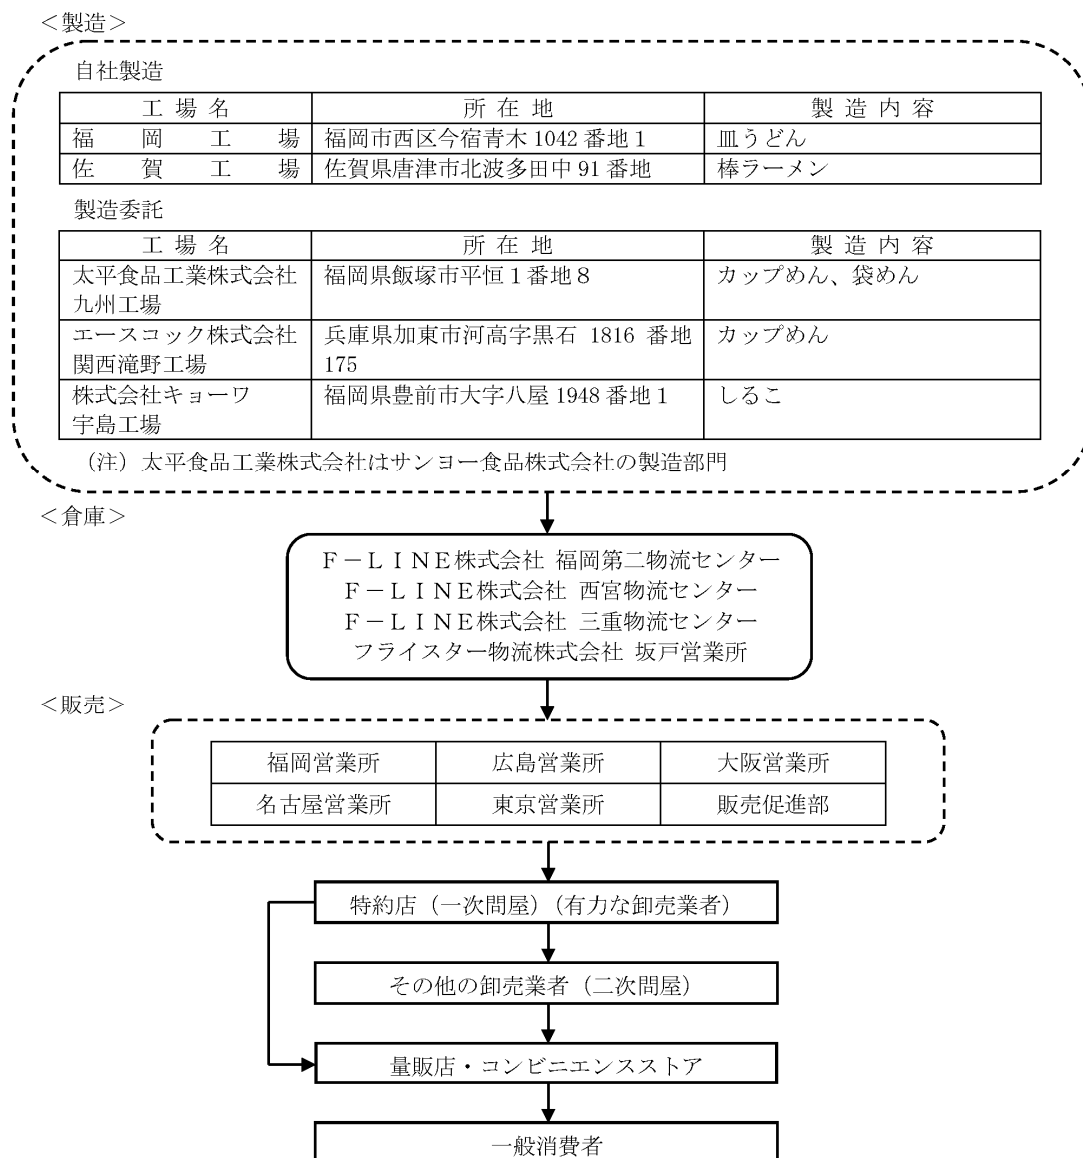 ＜製造＞
自社製造
工場名 所在地 製造内容
福岡工場 福岡市西区今宿青木1042番地1 皿うどん
佐賀工場 佐賀県唐津市北波多田中91番地 棒ラーメン
製造委託
工場名 所在地 製造内容
太平食品工業株式会社 福岡県飯塚市平恒1番地8 カップめん、袋めん
九州工場
エースコック株式会社 兵庫県加東市河高字黒石 1816 番地 カップめん
関西滝野工場 175
株式会社キョーワ 福岡県豊前市大字八屋1948番地1 しるこ
宇島工場
（注）太平食品工業株式会社はサンヨー食品株式会社の製造部門
＜倉庫＞
Ｆ－ＬＩＮＥ株式会社 福岡第二物流センター
Ｆ－ＬＩＮＥ株式会社 西宮物流センター
Ｆ－ＬＩＮＥ株式会社 三重物流センター
フライスター物流株式会社 坂戸営業所
＜販売＞
福岡営業所 広島営業所 大阪営業所
名古屋営業所 東京営業所 販売促進部
特約店（一次問屋）（有力な卸売業者）
その他の卸売業者（二次問屋）
量販店・コンビニエンスストア
一般消費者